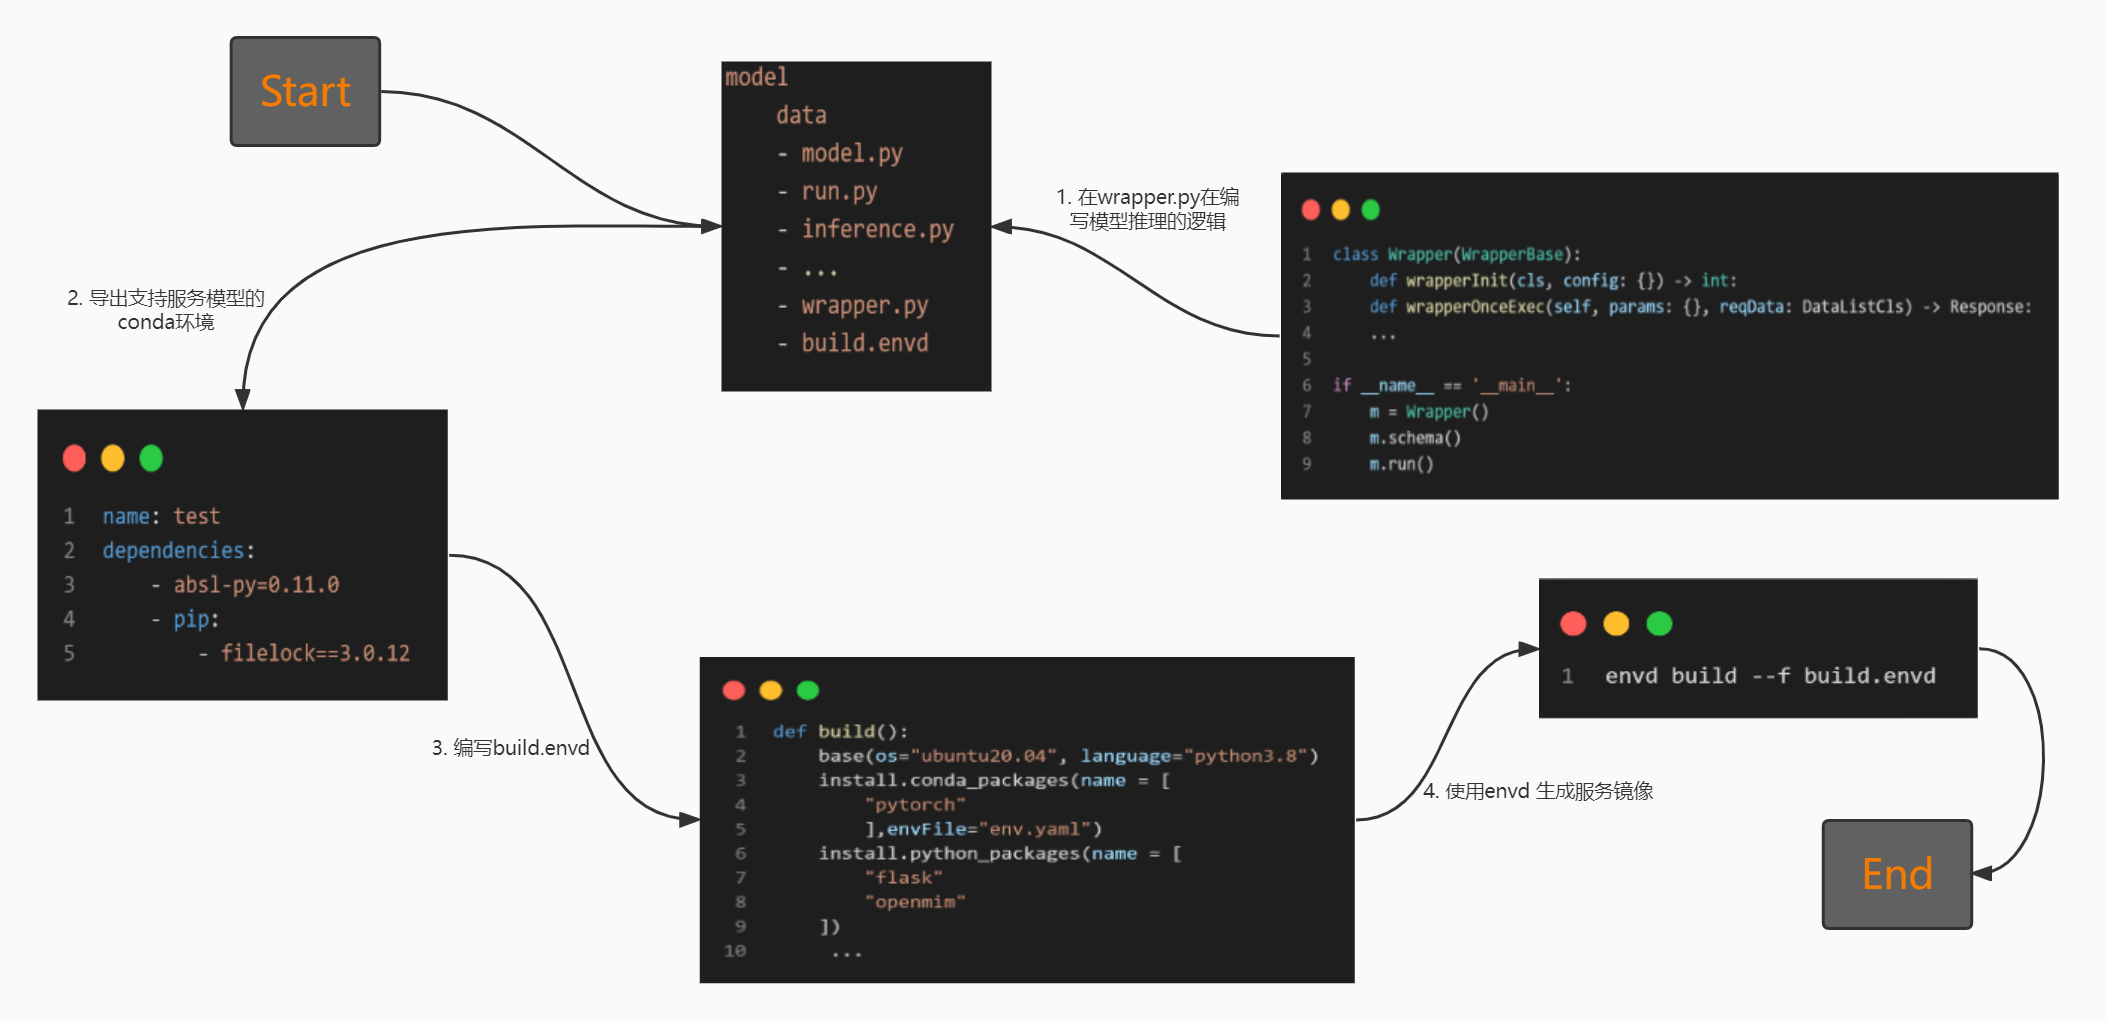 Start
model
data
- model.py
- run.py
- inference.py
- ...
- wrapper.py
- build.envd
1. 在wrapper.py在编
写模型推理的逻辑
1 class Wrapper(WrapperBase):
2 def wrapperInit(cls, config: {}) -> int:
3 def wrapperOnceExec(self, params: {}, reqData: DataListCls) -> Response:
4 ...
5
6 if __name__ == '__main__':
7 m = Wrapper()
8 m.schema()
9 m.run()
2. 导出支持服务模型的
conda环境
1 name: test
2 dependencies:
3 - absl-py=0.11.0
4 - pip:
5 - filelock==3.0.12
3. 编写build.envd
1 def build():
2 base(os="ubuntu20.04", language="python3.8")
3 install.conda_packages(name = [
4 "pytorch"
5 ],envFile="env.yaml")
6 install.python_packages(name = [
7 "flask"
8 "openmim"
9 ])
10 ...
4. 使用envd 生成服务镜像
1 envd build --f build.envd
End